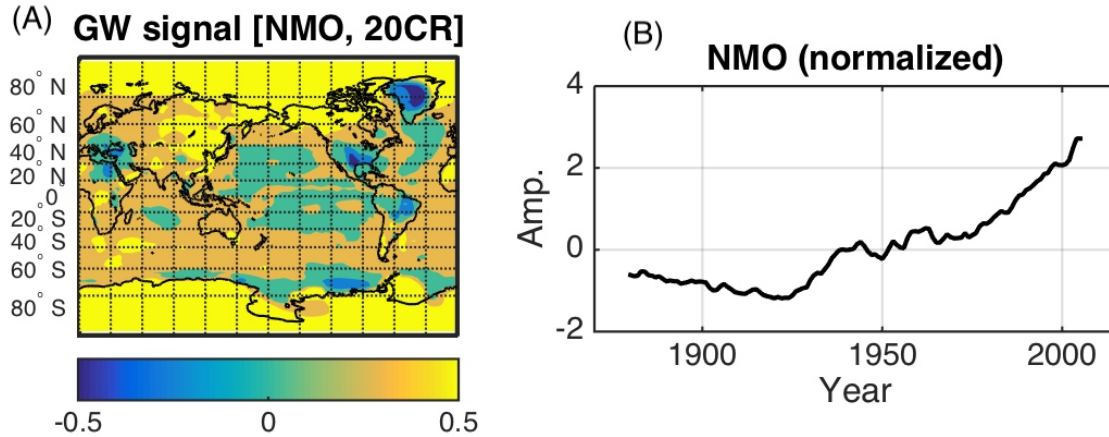 (A)
GW signal [NMO, 20CR]
80° N
60° N
40° N
20° N
0°
20° S
40° S
60° S
80° S
-0.5 0 0.5
(B)
NMO (normalized)
4
2
0
-2
Amp.
1900 1950 2000
Year